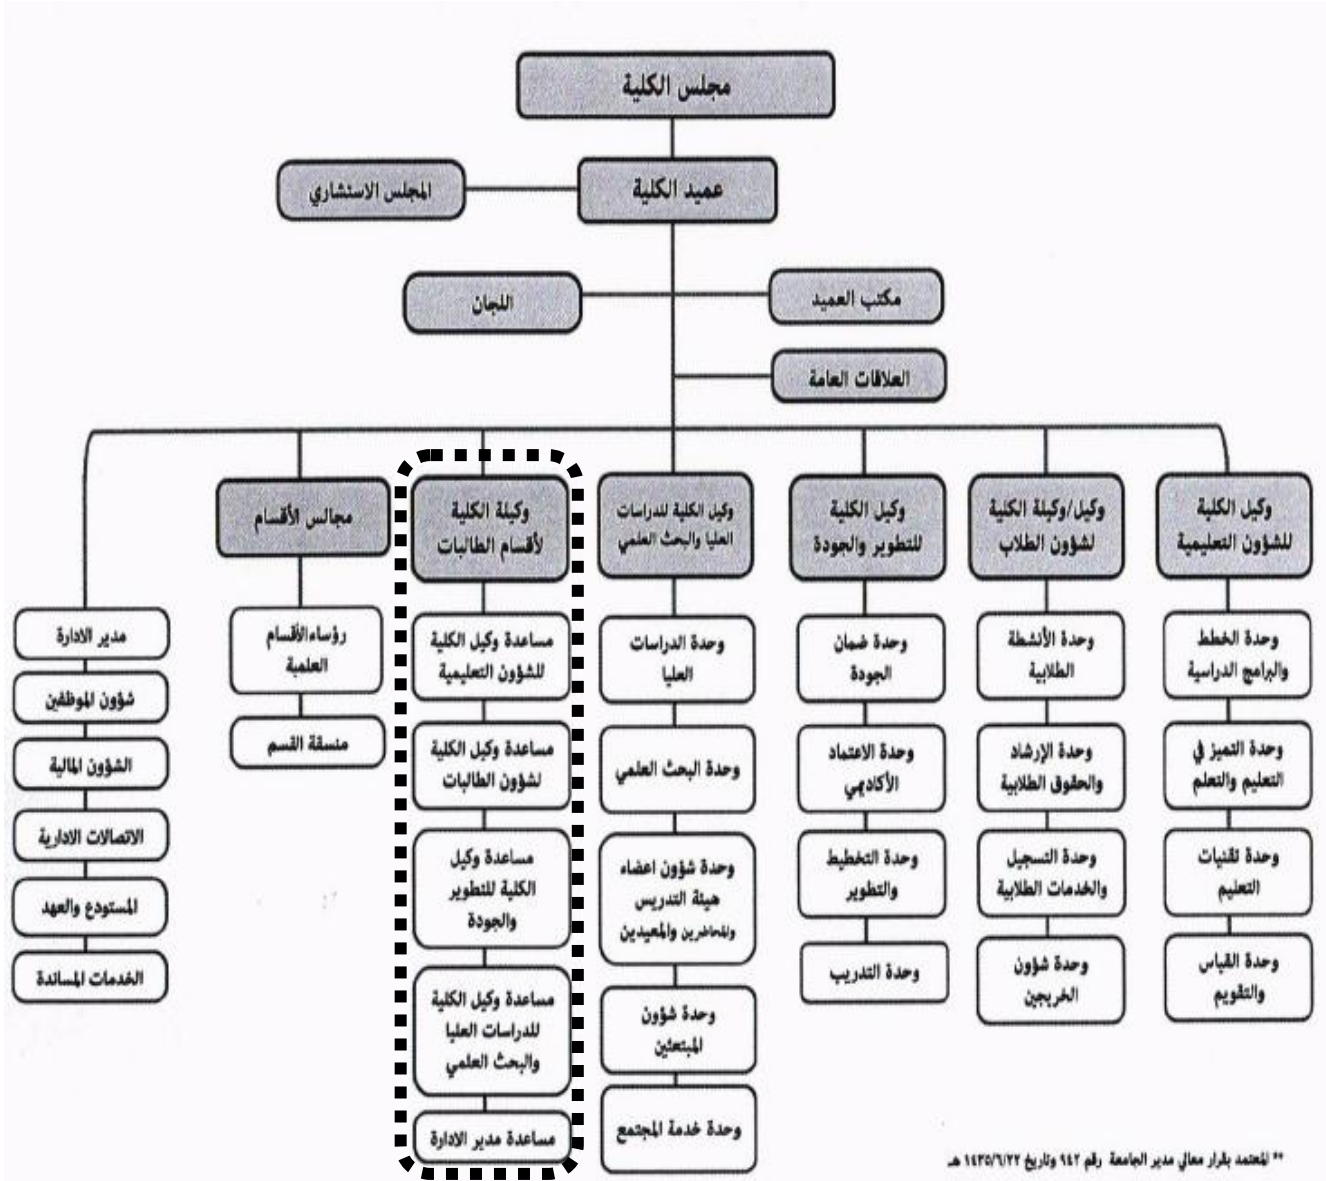 مجلس الكلية
عميد الكلية
المجلس الاستشاري
مكتب العميد
اللجان
العلاقات العامة
وكيل الكلية
للشؤون التعليمية
وحدة الخطط
والبرامج الدراسية
وحدة التميز في
التعليم والتعلم
وحدة تقنيات
التعليم
وحدة القياس
والتقويم
وكيل/وكيلة الكلية
لشؤون الطلاب
وحدة الأنشطة
الطلابية
وحدة الإرشاد
والحقوق الطلابية
وحدة التسجيل
والخدمات الطلابية
وحدة شؤون
الخريجين
وكيل الكلية
للتطوير والجودة
وحدة ضمان
الجودة
وحدة الاعتماد
الأكاديمي
وحدة التخطيط
والتطوير
وحدة التدريب
وكيل الكلية للدراسات
العليا والبحث العلمي
وحدة الدراسات
العليا
وحدة البحث العلمي
وحدة شؤون اعضاء
هيئة التدريس
والمحاضرين والمعيدين
وحدة شؤون
المبتعثين
وحدة خدمة المجتمع
وكيلة الكلية
لأقسام الطالبات
مساعدة وكيل الكلية
للشؤون التعليمية
مساعدة وكيل الكلية
لشؤون الطالبات
مساعدة وكيل
الكلية للتطوير
والجودة
مساعدة وكيل الكلية
للدراسات العليا
والبحث العلمي
مساعدة مدير الادارة
مجالس الأقسام
رؤساء الأقسام
العلمية
منسقة القسم
مدير الادارة
شؤون الموظفين
الشؤون المالية
الاتصالات الادارية
المستودع والعهد
الخدمات المساندة
** المعتمد بقرار معالي مدير الجامعة رقم ٩٤٢ وتاريخ ١٤٣٥/٦/٢٢ هـ